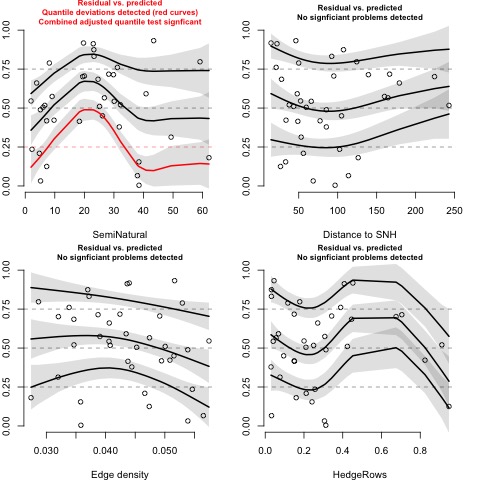 Residual vs. predicted
Quantile deviations detected (red curves)
Combined adjusted quantile test signficant
1.00
0.75
0.50
0.25
0.00
0 10 20 30 40 50 60
SemiNatural
Residual vs. predicted
No signficiant problems detected
1.00
0.75
0.50
0.25
0.00
50 100 150 200 250
Distance to SNH
Residual vs. predicted
No signficiant problems detected
1.00
0.75
0.50
0.25
0.00
0.030 0.040 0.050
Edge density
Residual vs. predicted
No signficiant problems detected
1.00
0.75
0.50
0.25
0.00
0.0 0.2 0.4 0.6 0.8
HedgeRows